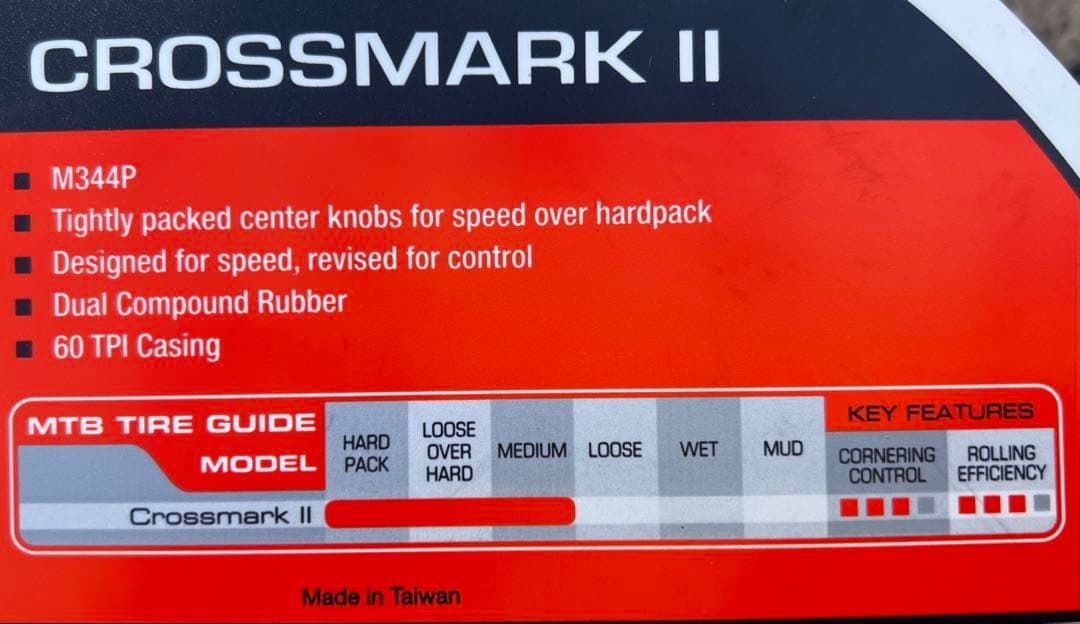 CROSSMARK II
M344P
Tightly packed center knobs for speed over hardpack
Designed for speed, revised for control
Dual Compound Rubber
60 TPI Casing
MTB TIRE GUIDE
MODEL
HARD
PACK
LOOSE
OVER
HARD
MEDIUM
LOOSE
WET
MUD
KEY FEATURES
CORNERING
CONTROL
ROLLING
EFFICIENCY
Crossmark II
Made in Taiwan